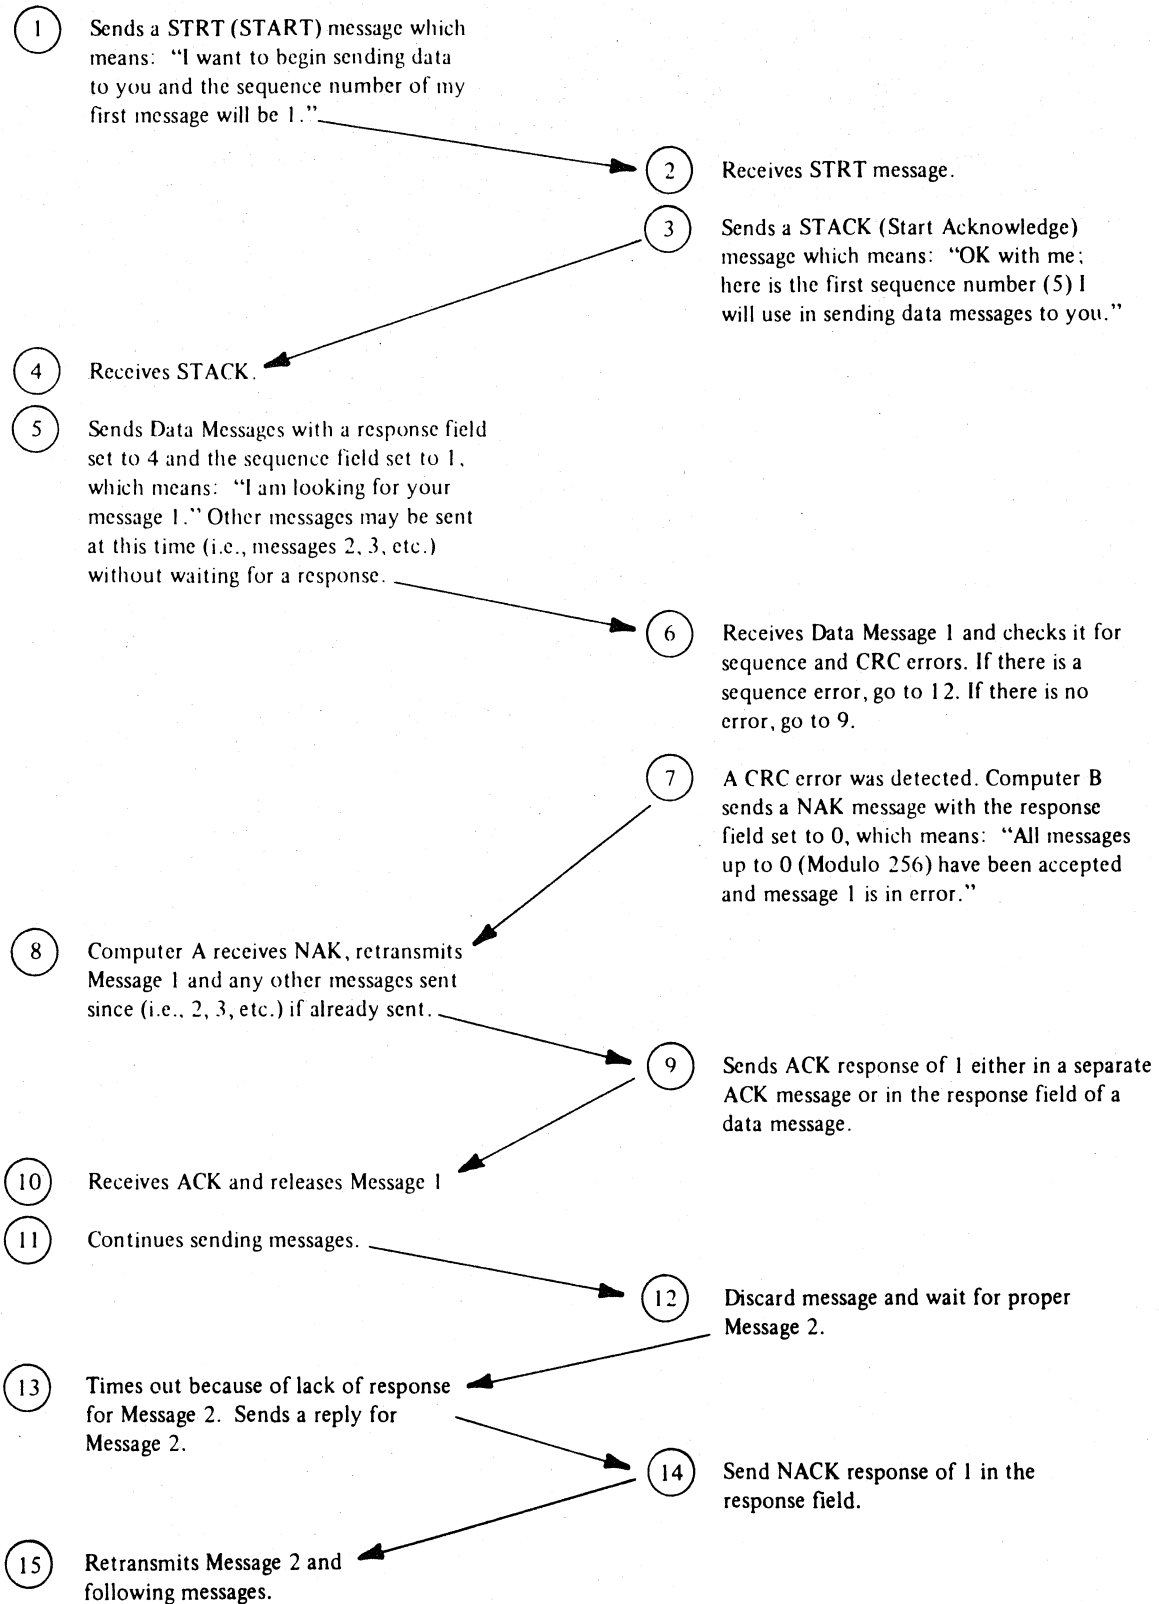 1 Sends a STRT (START) message which
means: “I want to begin sending data
to you and the sequence number of my
first message will be 1.”
2 Receives STRT message.
3 Sends a STACK (Start Acknowledge)
message which means: “OK with me;
here is the first sequence number (5) I
will use in sending data messages to you.”
4 Receives STACK.
5 Sends Data Messages with a response field
set to 4 and the sequence field set to 1,
which means: “I am looking for your
message 1.” Other messages may be sent
at this time (i.e., messages 2, 3, etc.)
without waiting for a response.
6 Receives Data Message 1 and checks it for
sequence and CRC errors. If there is a
sequence error, go to 12. If there is no
error, go to 9.
7 A CRC error was detected. Computer B
sends a NAK message with the response
field set to 0, which means: “All messages
up to 0 (Modulo 256) have been accepted
and message 1 is in error.”
8 Computer A receives NAK, retransmits
Message 1 and any other messages sent
since (i.e., 2, 3, etc.) if already sent.
9 Sends ACK response of 1 either in a separate
ACK message or in the response field of a
data message.
10 Receives ACK and releases Message 1
11 Continues sending messages.
12 Discard message and wait for proper
Message 2.
13 Times out because of lack of response
for Message 2. Sends a reply for
Message 2.
14 Send NACK response of 1 in the
response field.
15 Retransmits Message 2 and
following messages.